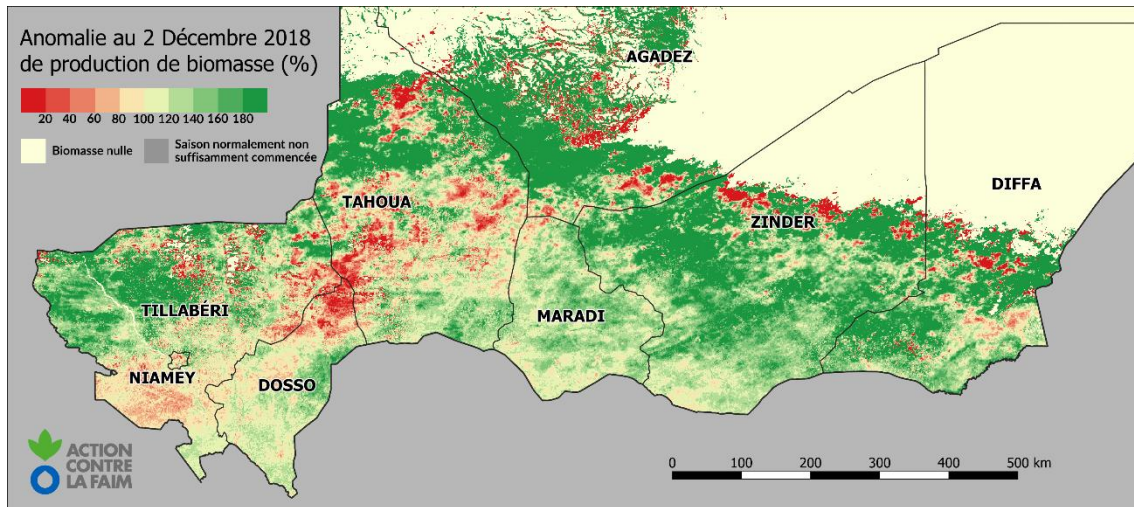 Anomalie au 2 Décembre 2018
de production de biomasse (%)
20 40 60 80 100 120 140 160 180
Biomasse nulle
Saison normalement non
suffisamment commencée
AGADEZ
DIFFA
TAHOUA
ZINDER
TILLABÉRI
MARADI
NIAMEY
DOSSO
ACTION
CONTRE
LA FAIM
0 100 200 300 400 500 km